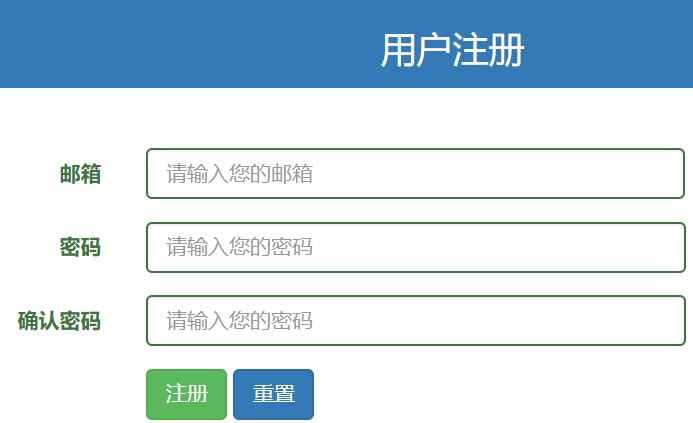 用户注册
邮箱 请输入您的邮箱
密码 请输入您的密码
确认密码 请输入您的密码
注册 重置